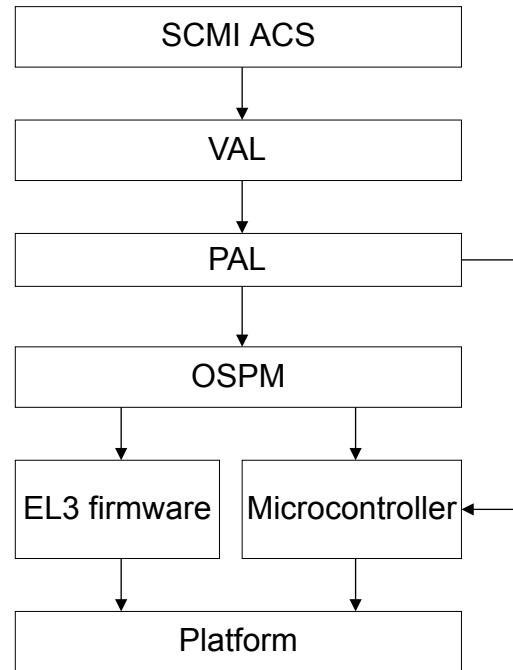 SCMI ACS
VAL
PAL
OSPM
EL3 firmware
Microcontroller
Platform